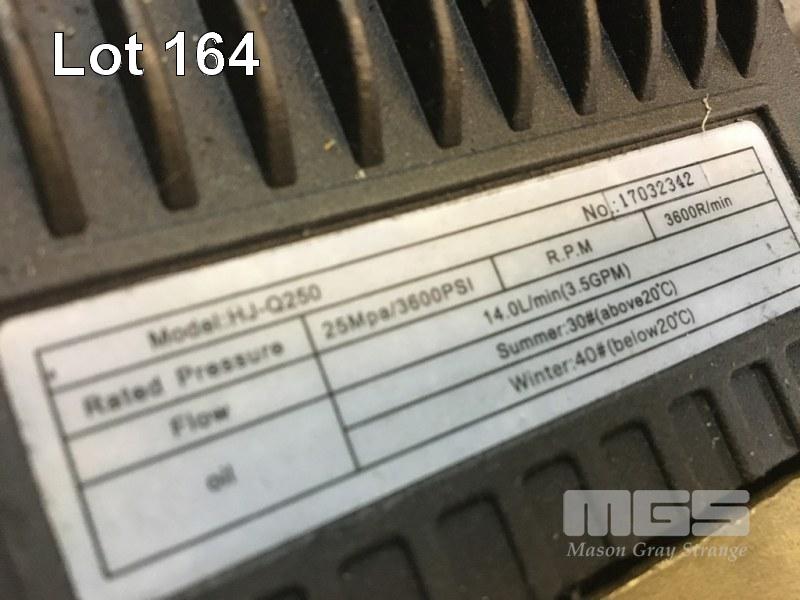 Lot 164
No.:17032342
Model:HJ-Q250
Rated Pressure 25Mpa/3600PSI R.P.M 3600R/min
Flow 14.0L/min(3.5GPM)
oil Summer:30#(above20°C)
Winter:40#(below20°C)
MGS
Mason Gray Strange